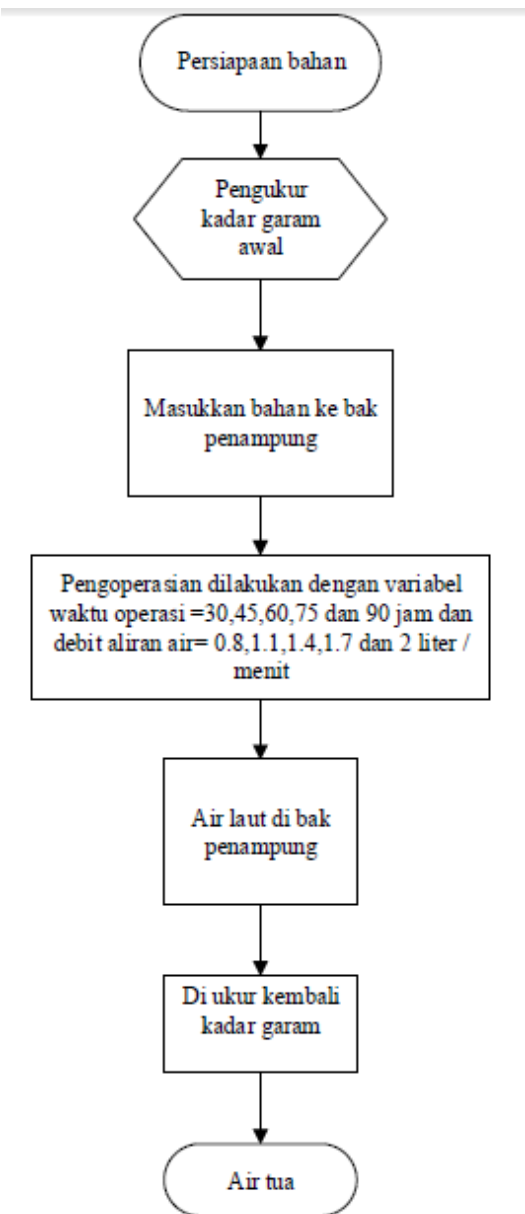 Persiapaan bahan
Pengukur
kadar garam
awal
Masukkan bahan ke bak
penampung
Pengoperasian dilakukan dengan variabel
waktu operasi =30,45,60,75 dan 90 jam dan
debit aliran air= 0.8,1.1,1.4,1.7 dan 2 liter /
menit
Air laut di bak
penampung
Di ukur kembali
kadar garam
Air tua